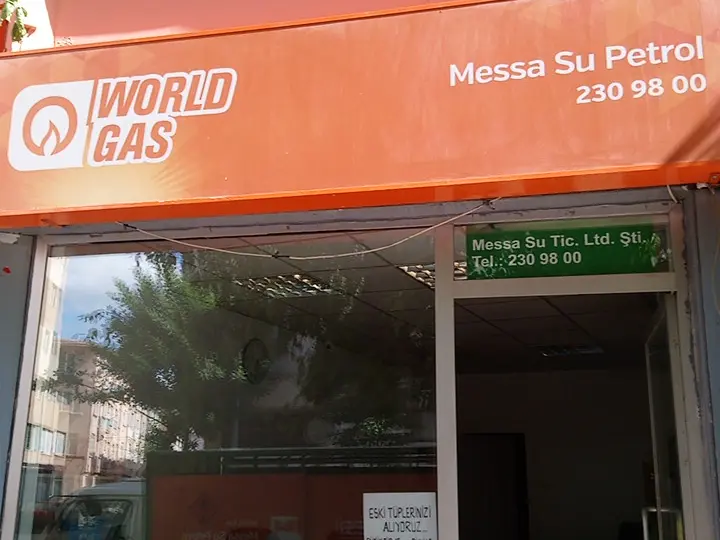 WORLD
GAS
Messa Su Petrol
230 98 00
Messa Su Tic. Ltd. Şti.
Tel.: 230 98 00
ESKİ TÜPLERİNİZİ
ALIYORUZ...